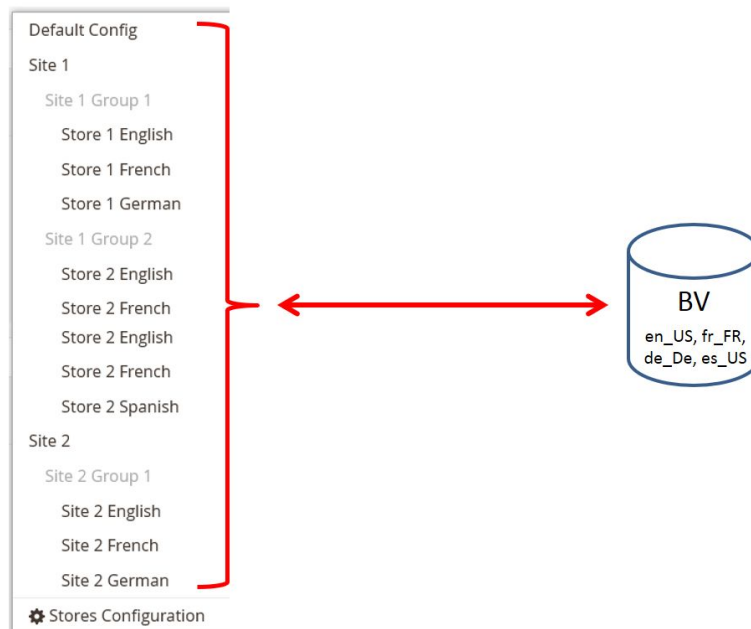 Default Config
Site 1
Site 1 Group 1
Store 1 English
Store 1 French
Store 1 German
Site 1 Group 2
Store 2 English
Store 2 French
Store 2 English
Store 2 French
Store 2 Spanish
Site 2
Site 2 Group 1
Site 2 English
Site 2 French
Site 2 German
Stores Configuration
BV
en_US, fr_FR,
de_De, es_US